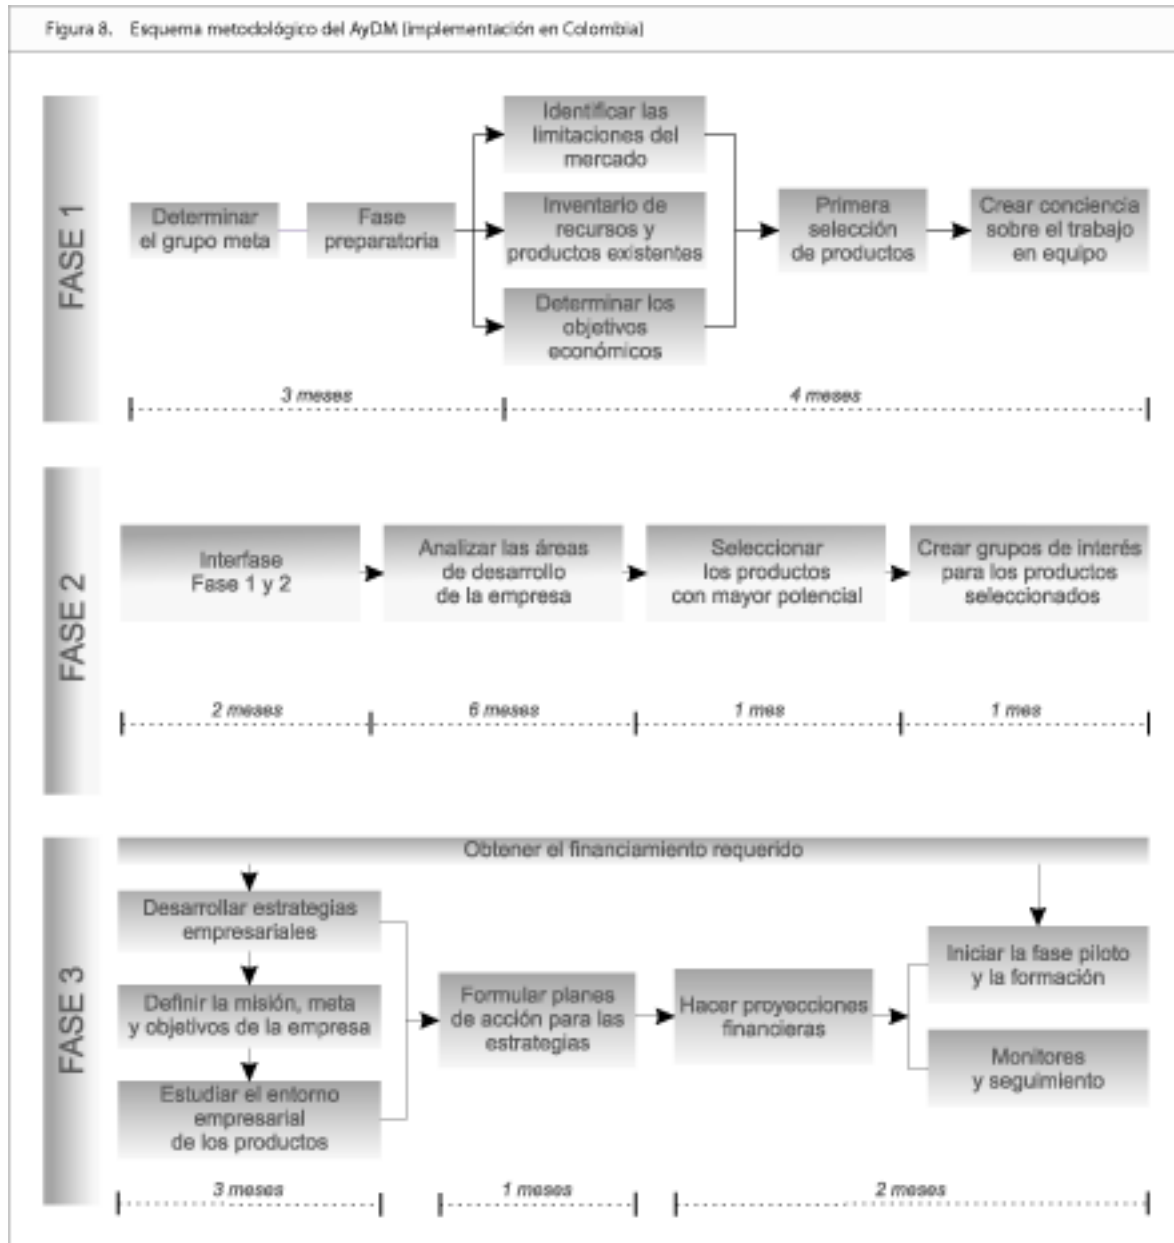 Figura 8. Esquema metodológico del AyDM (implementación en Colombia)
FASE 1
Determinar
el grupo meta
Fase
preparatoria
Identificar las
limitaciones del
mercado
Inventario de
recursos y
productos existentes
Determinar los
objetivos
económicos
Primera
selección
de productos
Crear conciencia
sobre el trabajo
en equipo
3 meses
4 meses
FASE 2
Interfase
Fase 1 y 2
Analizar las áreas
de desarrollo
de la empresa
Seleccionar
los productos
con mayor potencial
Crear grupos de interés
para los productos
seleccionados
2 meses
6 meses
1 mes
1 mes
FASE 3
Obtener el financiamiento requerido
Desarrollar estrategias
empresariales
Definir la misión, meta
y objetivos de la empresa
Estudiar el entorno
empresarial
de los productos
Formular planes
de acción para las
estrategias
Hacer proyecciones
financieras
Iniciar la fase piloto
y la formación
Monitores
y seguimiento
3 meses
1 meses
2 meses